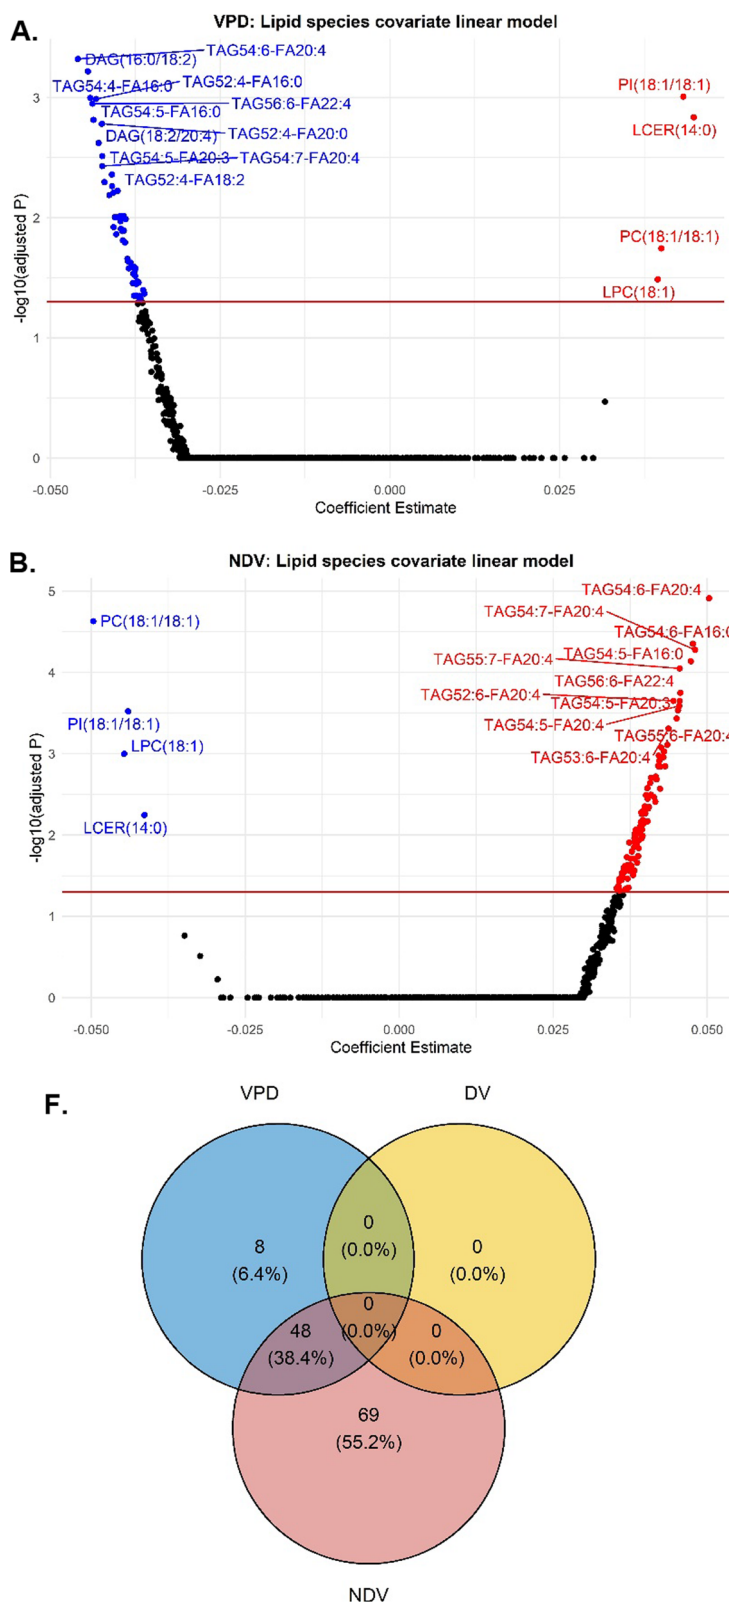 A.
VPD: Lipid species covariate linear model
TAG54:6-FA20:4
DAG(16:0/18:2)
TAG54:4-FA16:0
TAG52:4-FA16:0
TAG56:6-FA22:4
TAG54:5-FA16:0
TAG52:4-FA20:0
DAG(18:2/20:4)
TAG54:5-FA20:3
TAG54:7-FA20:4
TAG52:4-FA18:2
PI(18:1/18:1)
LCER(14:0)
PC(18:1/18:1)
LPC(18:1)
-log10(adjusted P)
3
2
1
0
-0.050
-0.025
0.000
0.025
Coefficient Estimate
B.
NDV: Lipid species covariate linear model
PC(18:1/18:1)
PI(18:1/18:1)
LPC(18:1)
LCER(14:0)
TAG54:6-FA20:4
TAG54:7-FA20:4
TAG54:6-FA16:0
TAG54:5-FA16:0
TAG55:7-FA20:4
TAG56:6-FA22:4
TAG52:6-FA20:4
TAG54:5-FA20:3
TAG54:5-FA20:4
TAG55:6-FA20:4
TAG53:6-FA20:4
-log10(adjusted P)
5
4
3
2
1
0
-0.050
-0.025
0.000
0.025
0.050
Coefficient Estimate
F.
VPD
DV
8
(6.4%)
0
(0.0%)
0
(0.0%)
0
(0.0%)
48
(38.4%)
0
(0.0%)
69
(55.2%)
NDV